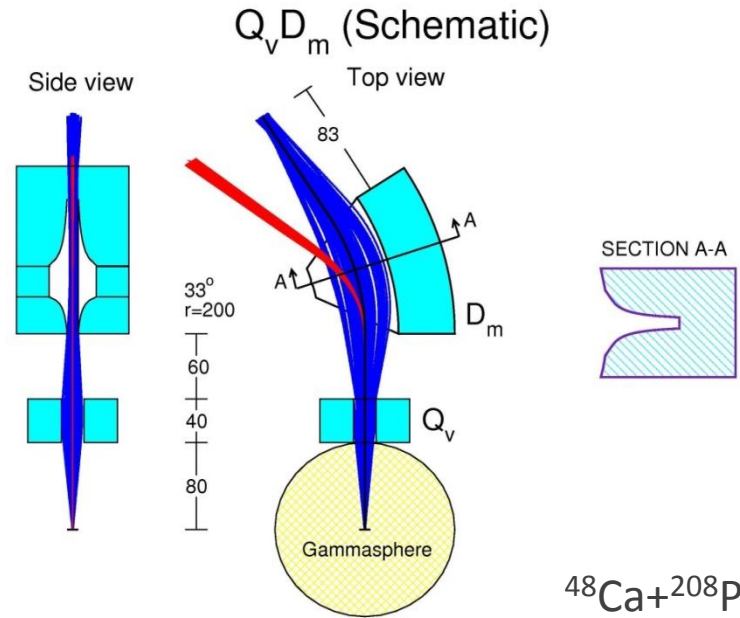 QᵥDₘ (Schematic)
Side view
Top view
83
A
A
SECTION A-A
33°
r=200
Dₘ
60
40
Qᵥ
80
Gammasphere
⁴⁸Ca+²⁰⁸P